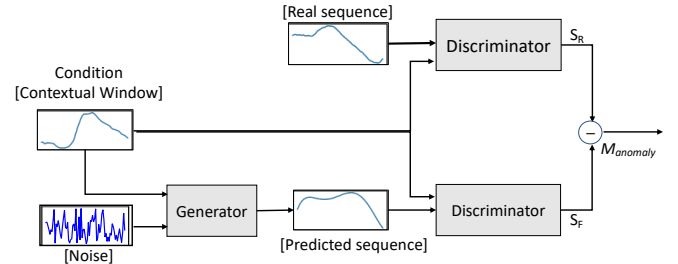 [Real sequence]
Discriminator
S_R
Condition
[Contextual Window]
−
M_anomaly
Generator
Discriminator
S_F
[Predicted sequence]
[Noise]